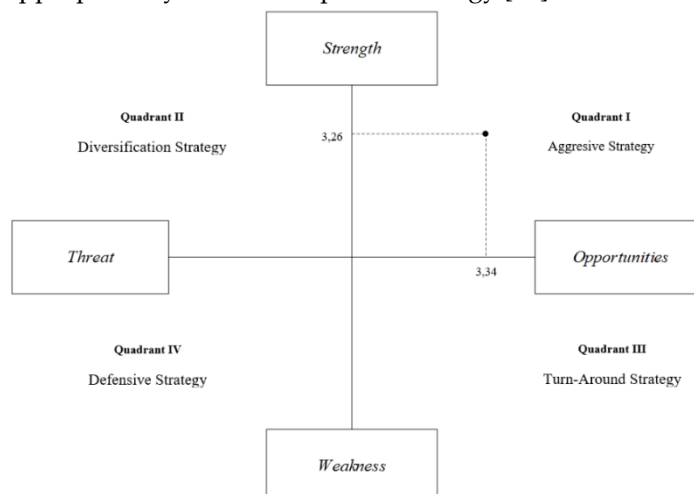 Strength
Quadrant II
Quadrant I
3,26
Diversification Strategy
Aggresive Strategy
Threat
Opportunities
3,34
Quadrant IV
Quadrant III
Defensive Strategy
Turn-Around Strategy
Weakness